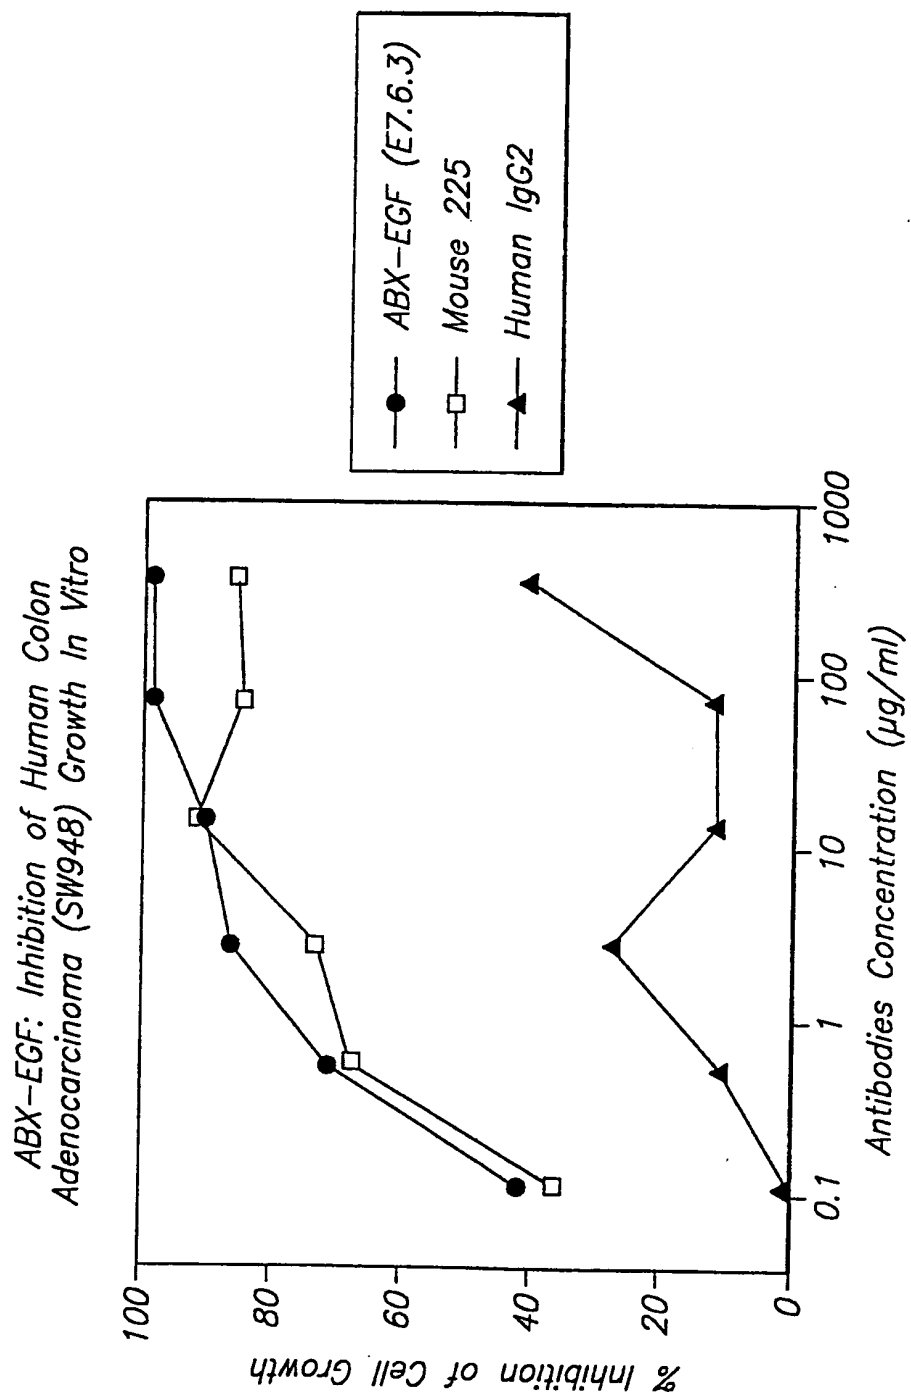 ABX–EGF: Inhibition of Human Colon
Adenocarcinoma (SW948) Growth In Vitro
% Inhibition of Cell Growth
100
80
60
40
20
0
0.1
1
10
100
1000
Antibodies Concentration (µg/ml)
ABX–EGF (E7.6.3)
Mouse 225
Human IgG2